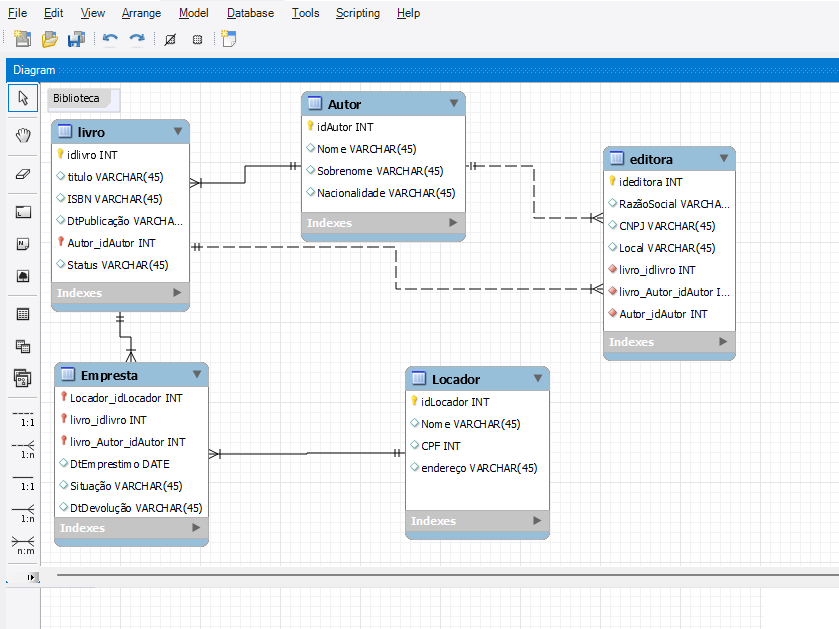 File Edit View Arrange Model Database Tools Scripting Help
Diagram
Biblioteca
livro
idlivro INT
titulo VARCHAR(45)
ISBN VARCHAR(45)
DtPublicação VARCHA...
Autor_idAutor INT
Status VARCHAR(45)
Indexes
Autor
idAutor INT
Nome VARCHAR(45)
Sobrenome VARCHAR(45)
Nacionalidade VARCHAR(45)
Indexes
editora
ideditora INT
RazãoSocial VARCHA...
CNPJ VARCHAR(45)
Local VARCHAR(45)
livro_idlivro INT
livro_Autor_idAutor I...
Autor_idAutor INT
Indexes
Empresta
Locador_idLocador INT
livro_idlivro INT
livro_Autor_idAutor INT
DtEmprestimo DATE
Situação VARCHAR(45)
DtDevolução VARCHAR(45)
Indexes
Locador
idLocador INT
Nome VARCHAR(45)
CPF INT
endereço VARCHAR(45)
Indexes
1:1
1:n
1:1
1:n
n:m